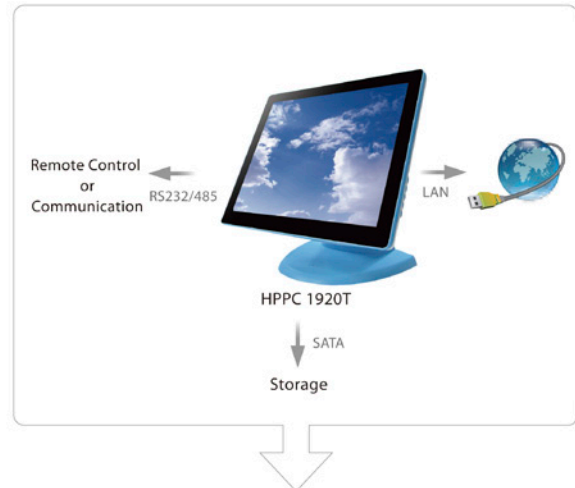 Remote Control
or
Communication
RS232/485
LAN
HPPC 1920T
SATA
Storage